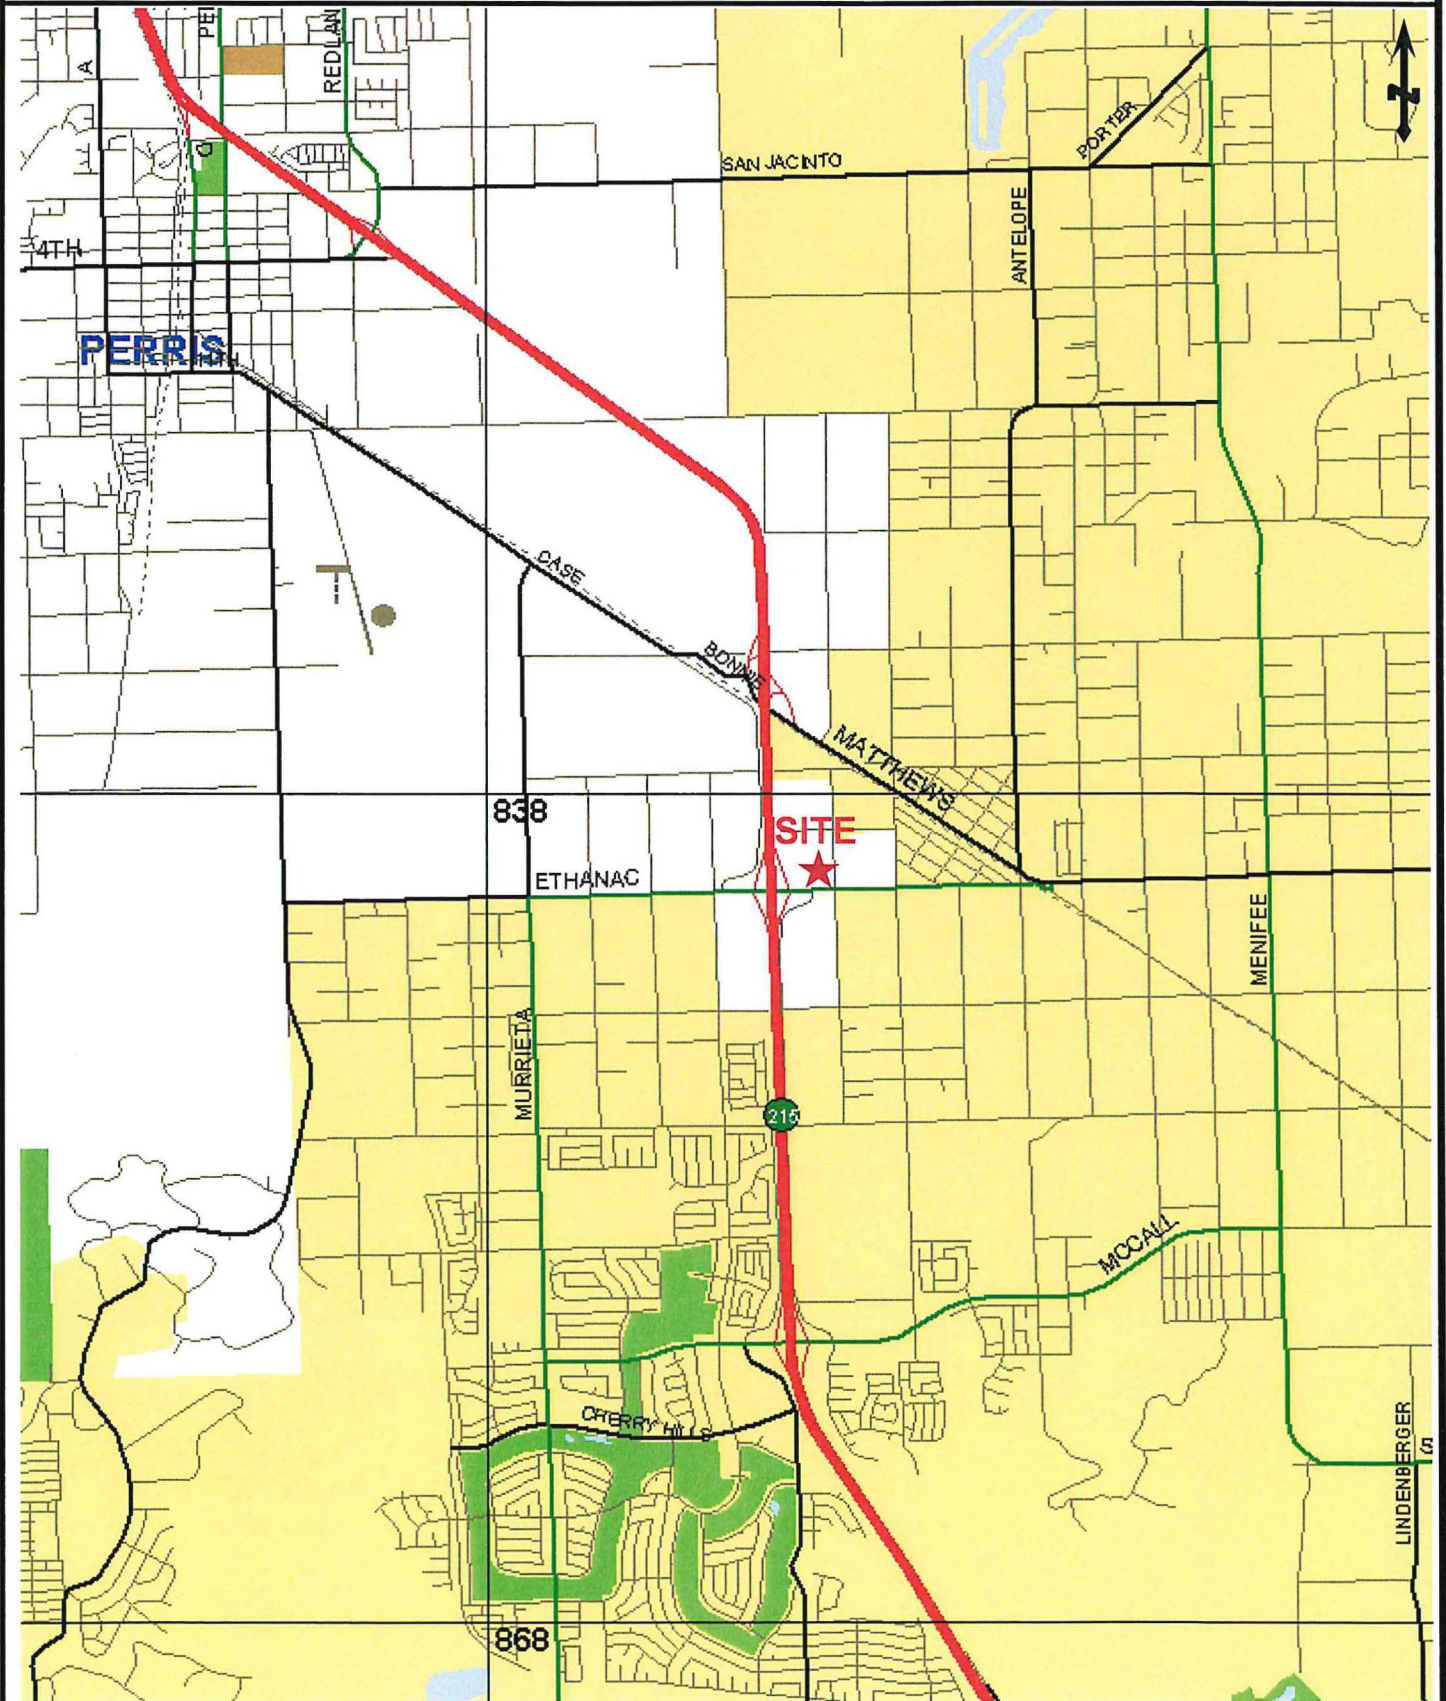 PEI
REDLAN
A
N
PORTER
SAN JACINTO
ANTELOPE
4TH
PERRIS
CASE
BONNIE
MATTHEWS
838
SITE
ETHANAC
MENIFEE
MURRIETA
215
MCCALL
CHERRY HILLS
LINDENBERGER
868